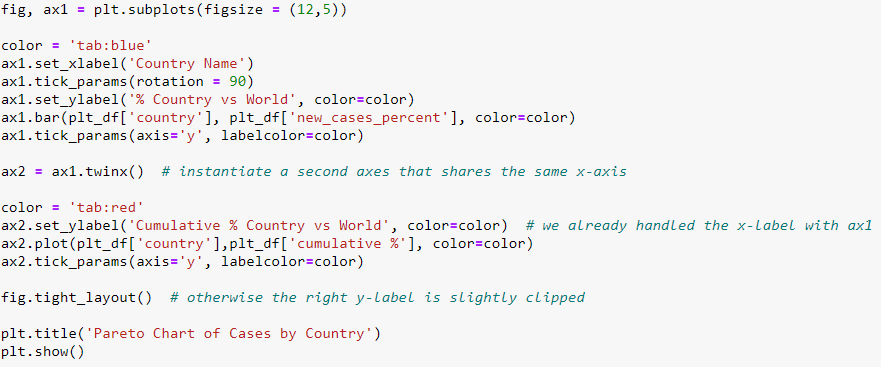 fig, ax1 = plt.subplots(figsize = (12,5))
color = 'tab:blue'
ax1.set_xlabel('Country Name')
ax1.tick_params(rotation = 90)
ax1.set_ylabel('% Country vs World', color=color)
ax1.bar(plt_df['country'], plt_df['new_cases_percent'], color=color)
ax1.tick_params(axis='y', labelcolor=color)
ax2 = ax1.twinx()  # instantiate a second axes that shares the same x-axis
color = 'tab:red'
ax2.set_ylabel('Cumulative % Country vs World', color=color)  # we already handled the x-label with ax1
ax2.plot(plt_df['country'],plt_df['cumulative %'], color=color)
ax2.tick_params(axis='y', labelcolor=color)
fig.tight_layout()  # otherwise the right y-label is slightly clipped
plt.title('Pareto Chart of Cases by Country')
plt.show()